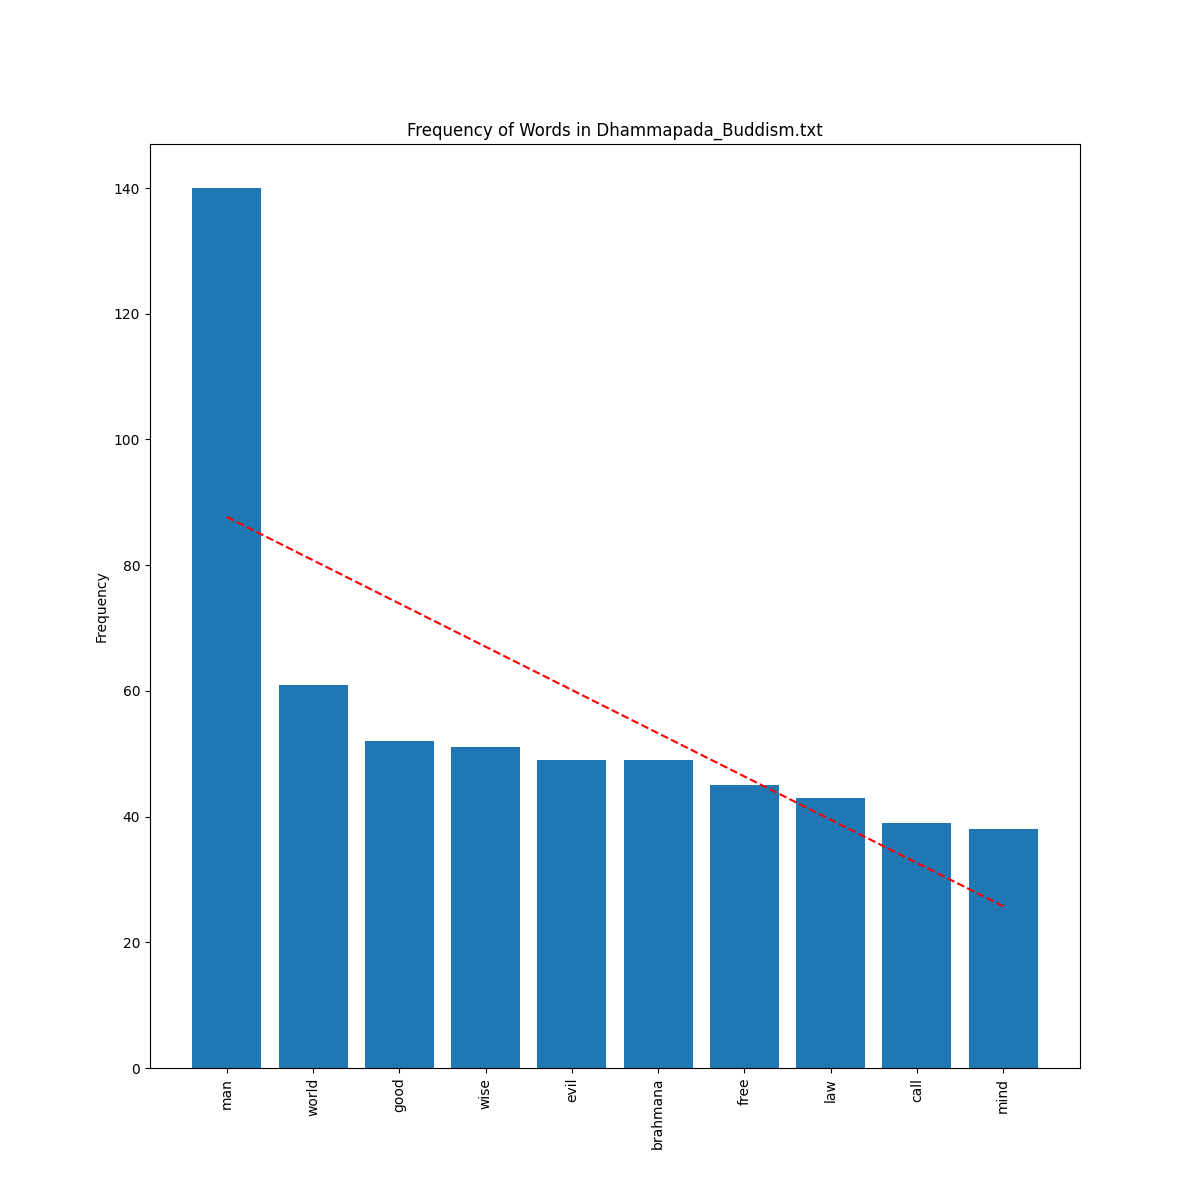 Frequency of Words in Dhammapada_Buddism.txt
140
120
100
80
60
40
20
0
Frequency
man
world
good
wise
evil
brahmana
free
law
call
mind